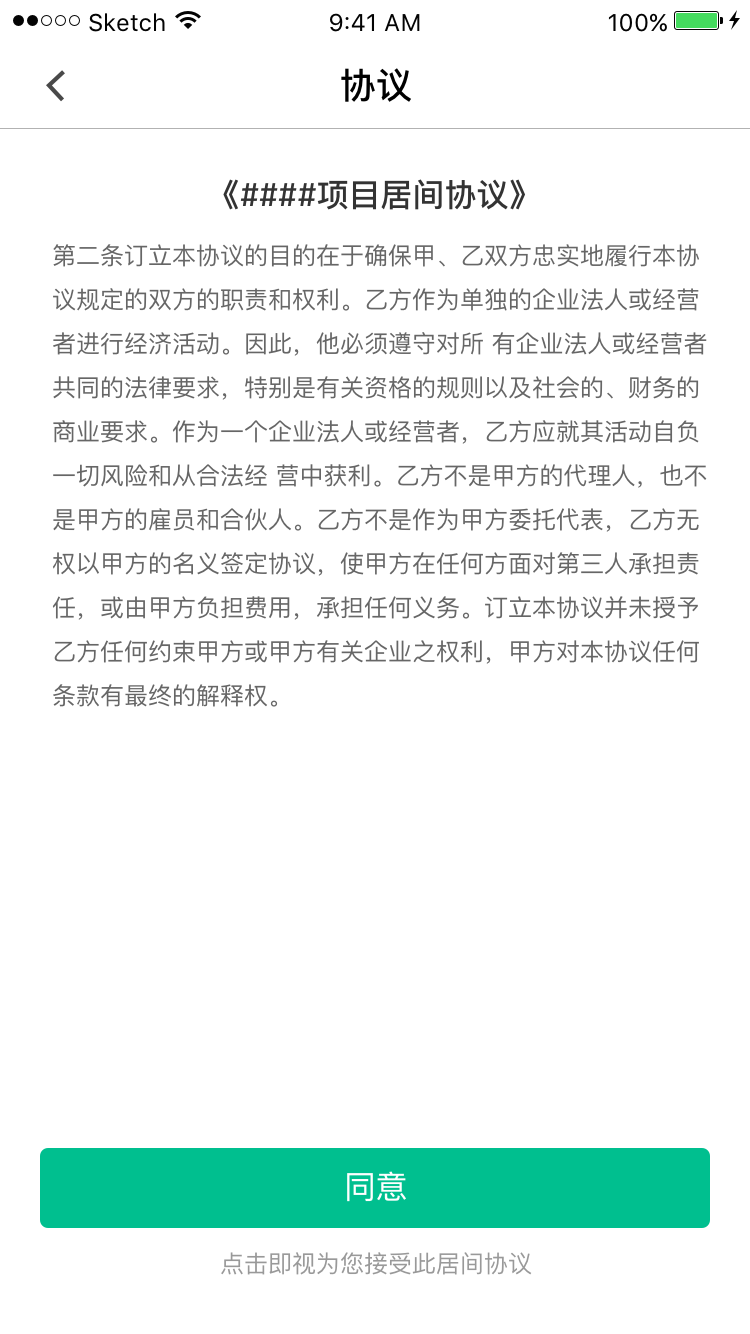 Sketch 9:41 AM 100%
协议
《####项目居间协议》
第二条订立本协议的目的在于确保甲、乙双方忠实地履行本协
议规定的双方的职责和权利。乙方作为单独的企业法人或经营
者进行经济活动。因此，他必须遵守对所 有企业法人或经营者
共同的法律要求，特别是有关资格的规则以及社会的、财务的
商业要求。作为一个企业法人或经营者，乙方应就其活动自负
一切风险和从合法经 营中获利。乙方不是甲方的代理人，也不
是甲方的雇员和合伙人。乙方不是作为甲方委托代表，乙方无
权以甲方的名义签定协议，使甲方在任何方面对第三人承担责
任，或由甲方负担费用，承担任何义务。订立本协议并未授予
乙方任何约束甲方或甲方有关企业之权利，甲方对本协议任何
条款有最终的解释权。
同意
点击即视为您接受此居间协议